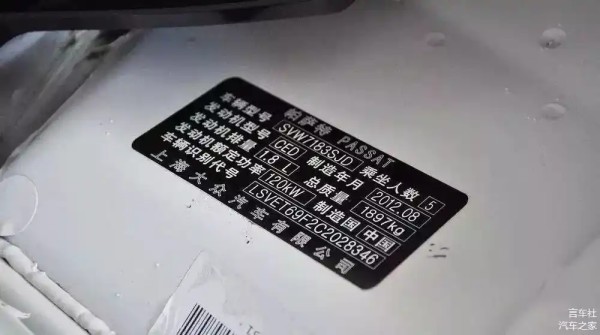 帕萨特 PASSAT
车辆型号 SVW7183SJD 乘坐人数 5
发动机型号 CED 制造年月 2012.08
发动机排量 1.8 L 总质量 1897kg
发动机额定功率 120KW 制造国 中国
车辆识别代号 LSVET69F2C2028346
上海大众汽车有限公司
言车社
汽车之家